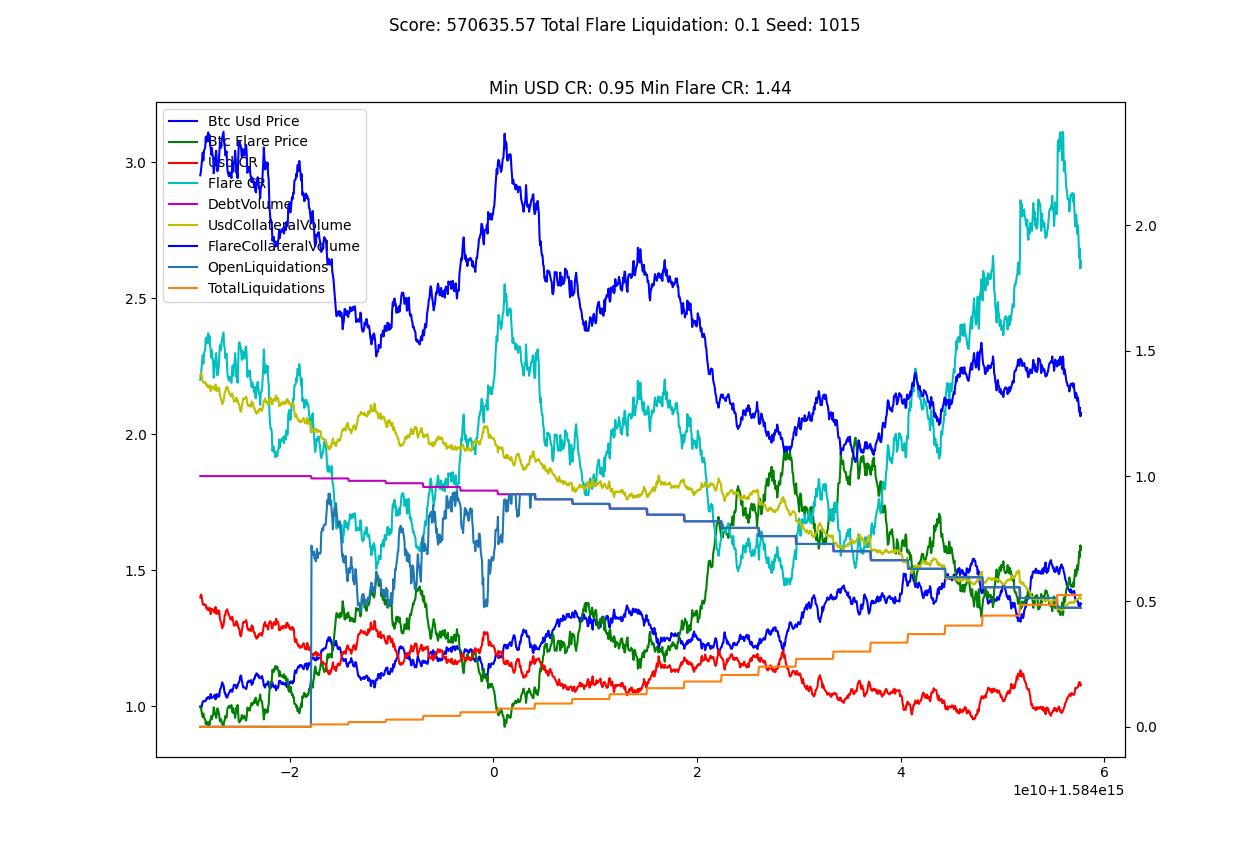 Score: 570635.57 Total Flare Liquidation: 0.1 Seed: 1015
Min USD CR: 0.95 Min Flare CR: 1.44
Btc Usd Price
Btc Flare Price
Usd CR
Flare CR
DebtVolume
UsdCollateralVolume
FlareCollateralVolume
OpenLiquidations
TotalLiquidations
3.0
2.5
2.0
1.5
1.0
2.0
1.5
1.0
0.5
0.0
−2
0
2
4
6
1e10+1.584e15